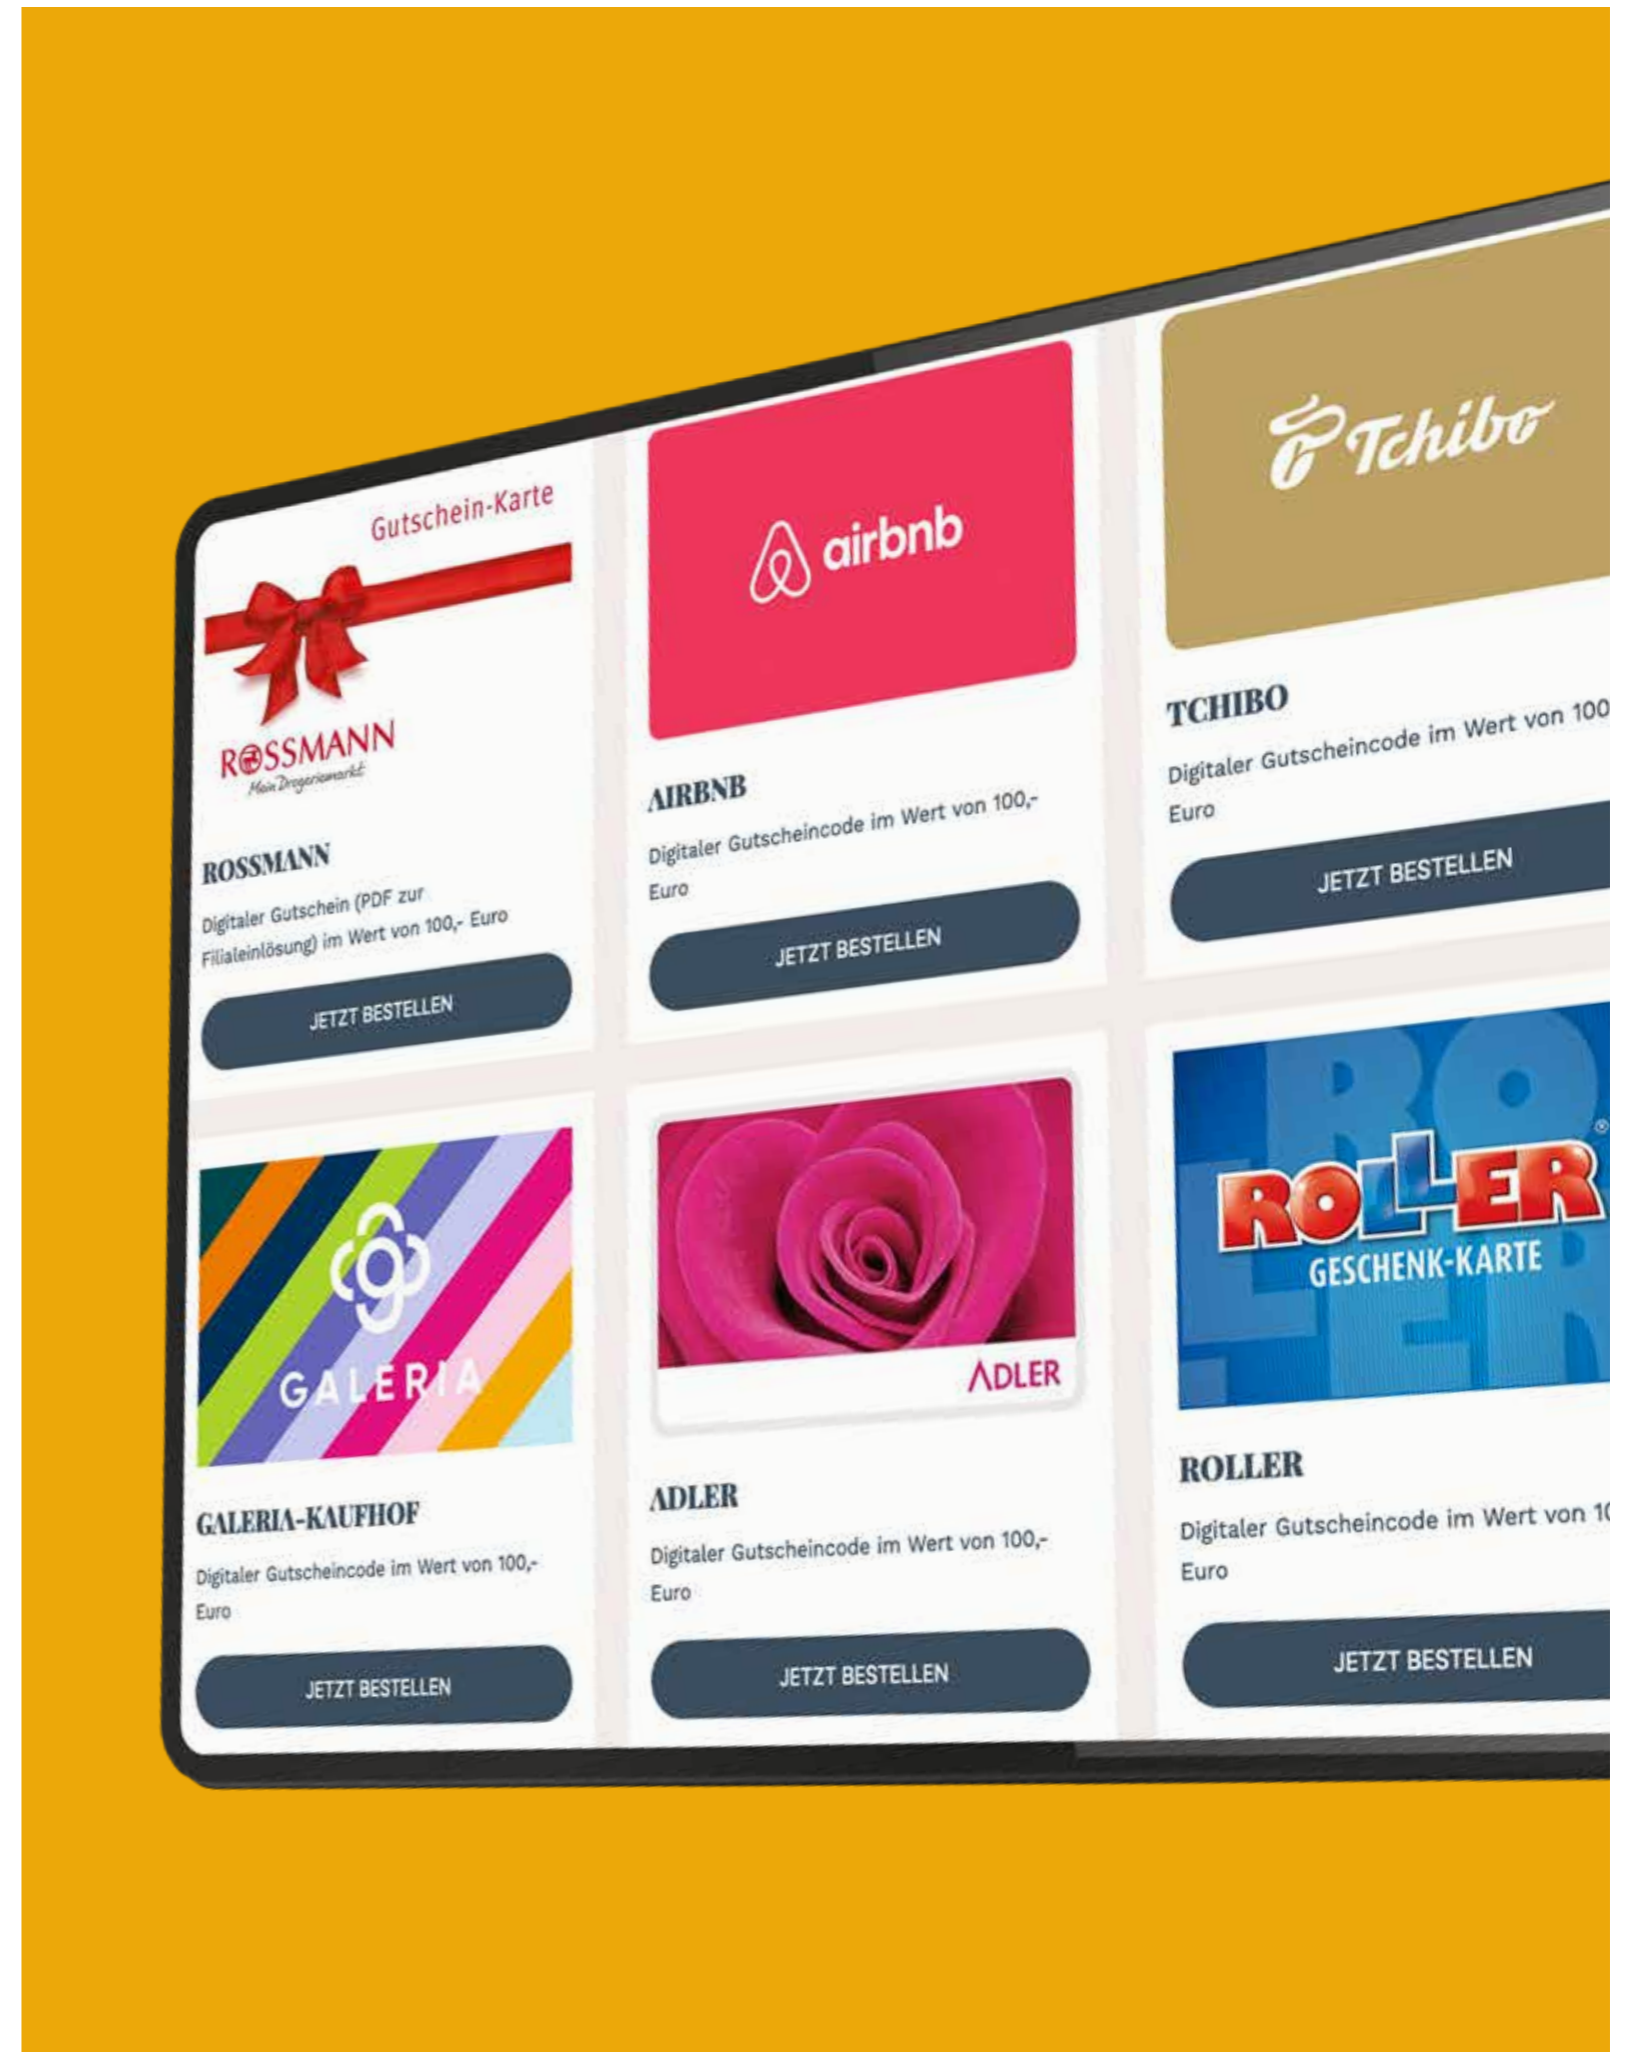 Gutschein-Karte
ROSSMANN
Mein Drogeriemarkt
ROSSMANN
Digitaler Gutschein (PDF zur
Filialeinlösung) im Wert von 100,- Euro
JETZT BESTELLEN
airbnb
AIRBNB
Digitaler Gutscheincode im Wert von 100,-
Euro
JETZT BESTELLEN
Tchibo
TCHIBO
Digitaler Gutscheincode im Wert von 100
Euro
JETZT BESTELLEN
GALERIA
GALERIA-KAUFHOF
Digitaler Gutscheincode im Wert von 100,-
Euro
JETZT BESTELLEN
ADLER
ADLER
Digitaler Gutscheincode im Wert von 100,-
Euro
JETZT BESTELLEN
ROLLER®
GESCHENK-KARTE
ROLLER
Digitaler Gutscheincode im Wert von 10
Euro
JETZT BESTELLEN